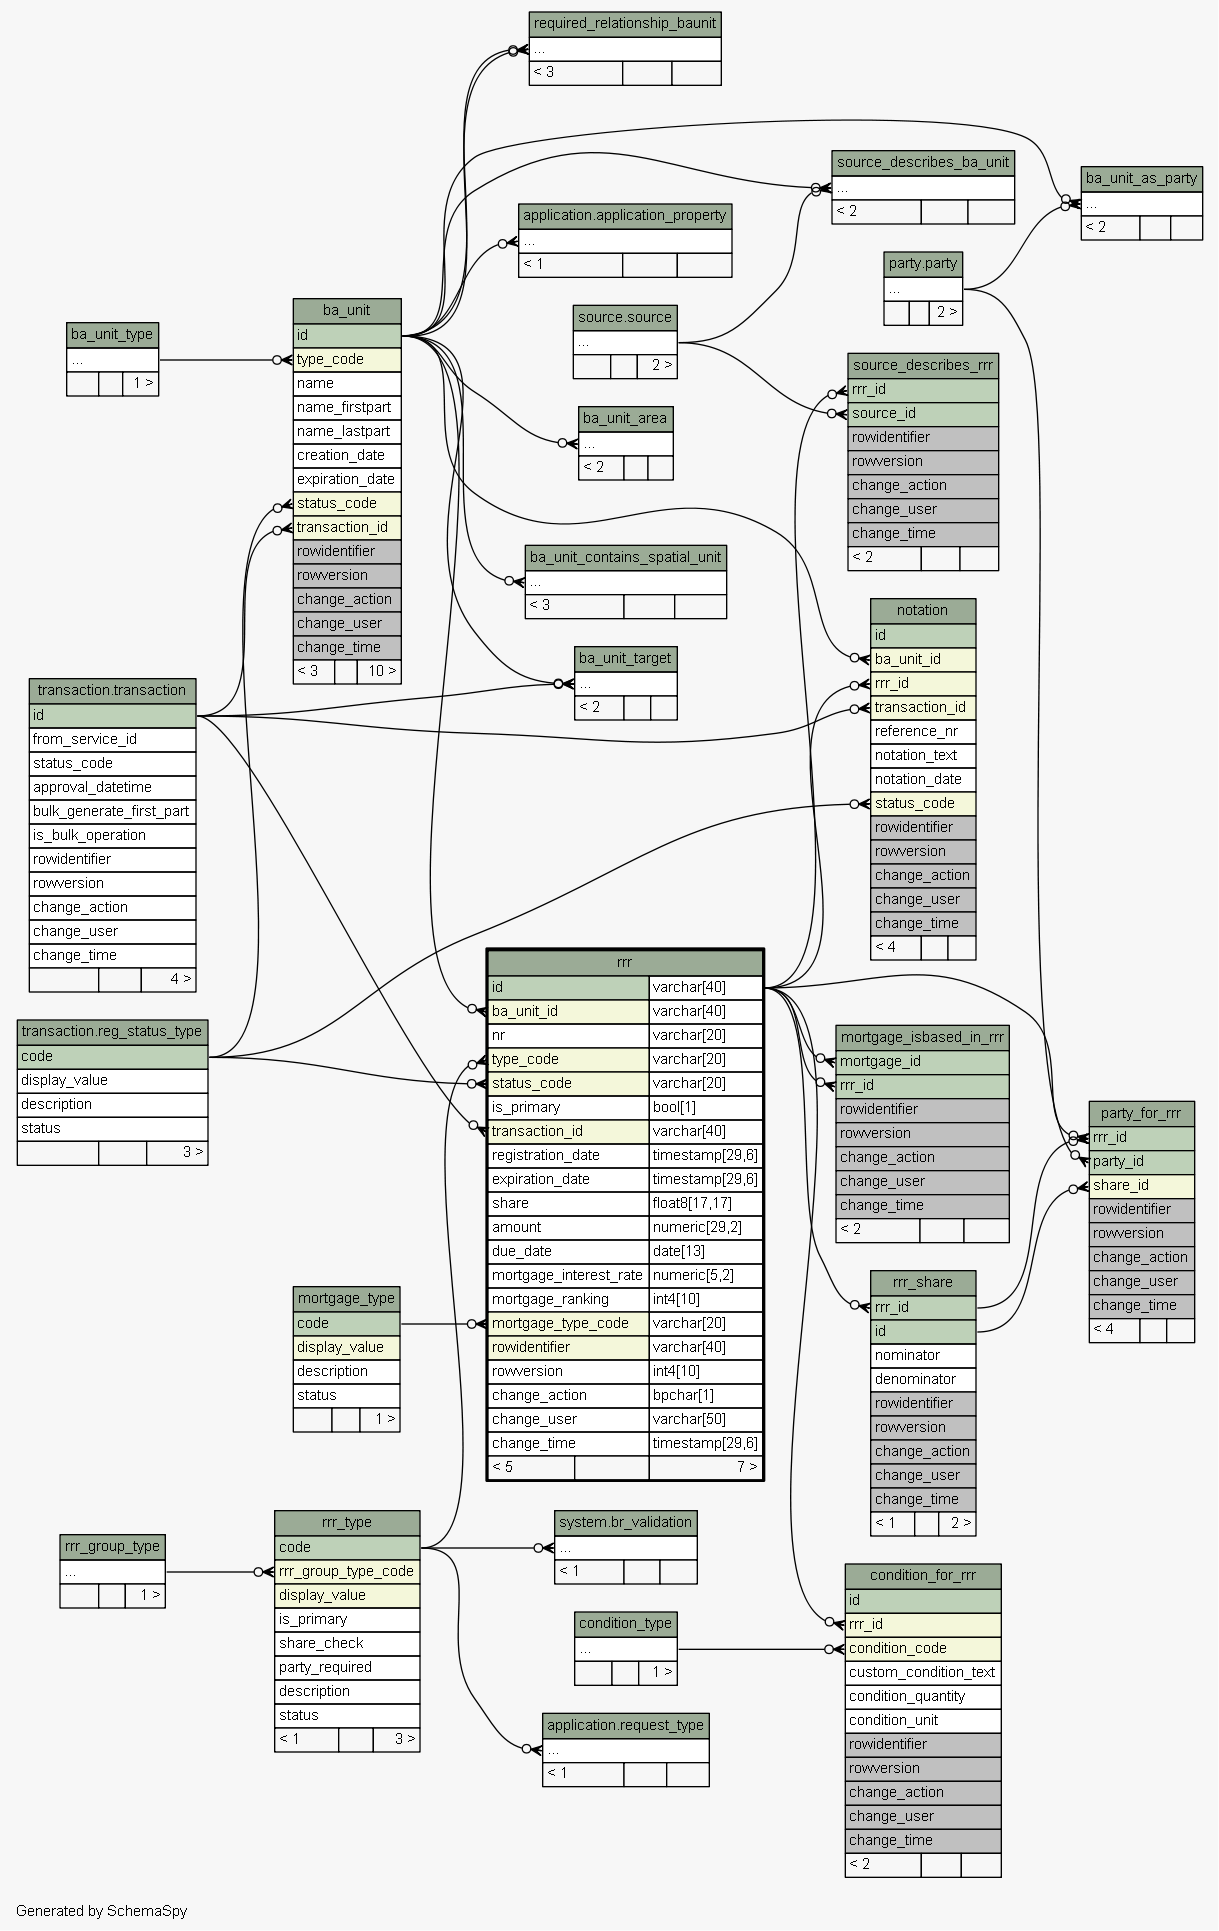 required_relationship_baunit
...
< 3
source_describes_ba_unit
...
< 2
ba_unit_as_party
...
< 2
application.application_property
...
< 1
party.party
...
2 >
ba_unit_type
...
1 >
ba_unit
id
type_code
name
name_firstpart
name_lastpart
creation_date
expiration_date
status_code
transaction_id
rowidentifier
rowversion
change_action
change_user
change_time
< 3 10 >
source.source
...
2 >
source_describes_rrr
rrr_id
source_id
rowidentifier
rowversion
change_action
change_user
change_time
< 2
ba_unit_area
...
< 2
ba_unit_contains_spatial_unit
...
< 3
ba_unit_target
...
< 2
notation
id
ba_unit_id
rrr_id
transaction_id
reference_nr
notation_text
notation_date
status_code
rowidentifier
rowversion
change_action
change_user
change_time
< 4
transaction.transaction
id
from_service_id
status_code
approval_datetime
bulk_generate_first_part
is_bulk_operation
rowidentifier
rowversion
change_action
change_user
change_time
4 >
transaction.reg_status_type
code
display_value
description
status
3 >
rrr
id varchar[40]
ba_unit_id varchar[40]
nr varchar[20]
type_code varchar[20]
status_code varchar[20]
is_primary bool[1]
transaction_id varchar[40]
registration_date timestamp[29,6]
expiration_date timestamp[29,6]
share float8[17,17]
amount numeric[29,2]
due_date date[13]
mortgage_interest_rate numeric[5,2]
mortgage_ranking int4[10]
mortgage_type_code varchar[20]
rowidentifier varchar[40]
rowversion int4[10]
change_action bpchar[1]
change_user varchar[50]
change_time timestamp[29,6]
< 5 7 >
mortgage_isbased_in_rrr
mortgage_id
rrr_id
rowidentifier
rowversion
change_action
change_user
change_time
< 2
party_for_rrr
rrr_id
party_id
share_id
rowidentifier
rowversion
change_action
change_user
change_time
< 4
rrr_share
rrr_id
id
nominator
denominator
rowidentifier
rowversion
change_action
change_user
change_time
< 1 2 >
mortgage_type
code
display_value
description
status
1 >
rrr_group_type
...
1 >
rrr_type
code
rrr_group_type_code
display_value
is_primary
share_check
party_required
description
status
< 1 3 >
system.br_validation
...
< 1
condition_type
...
1 >
application.request_type
...
< 1
condition_for_rrr
id
rrr_id
condition_code
custom_condition_text
condition_quantity
condition_unit
rowidentifier
rowversion
change_action
change_user
change_time
< 2
Generated by SchemaSpy